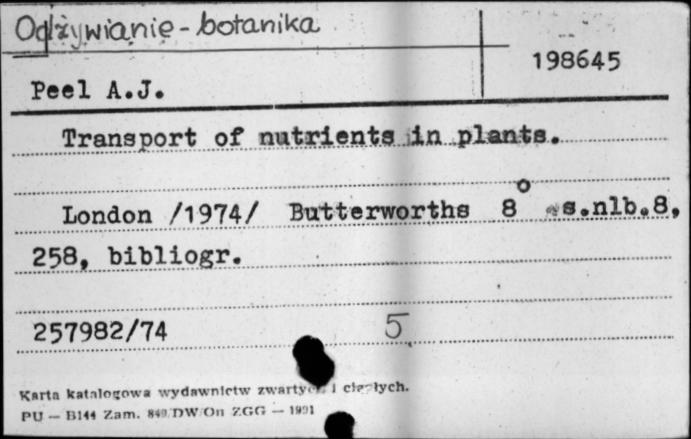 Odżywianie - botanika
198645
Peel A.J.
Transport of nutrients in plants.
London /1974/ Butterworths 8° s.nlb.8,
258, bibliogr.
257982/74 5
Karta katalogowa wydawnictw zwartych i ciągłych.
PU — B144 Zam. 849/DW/On ZGG — 1991